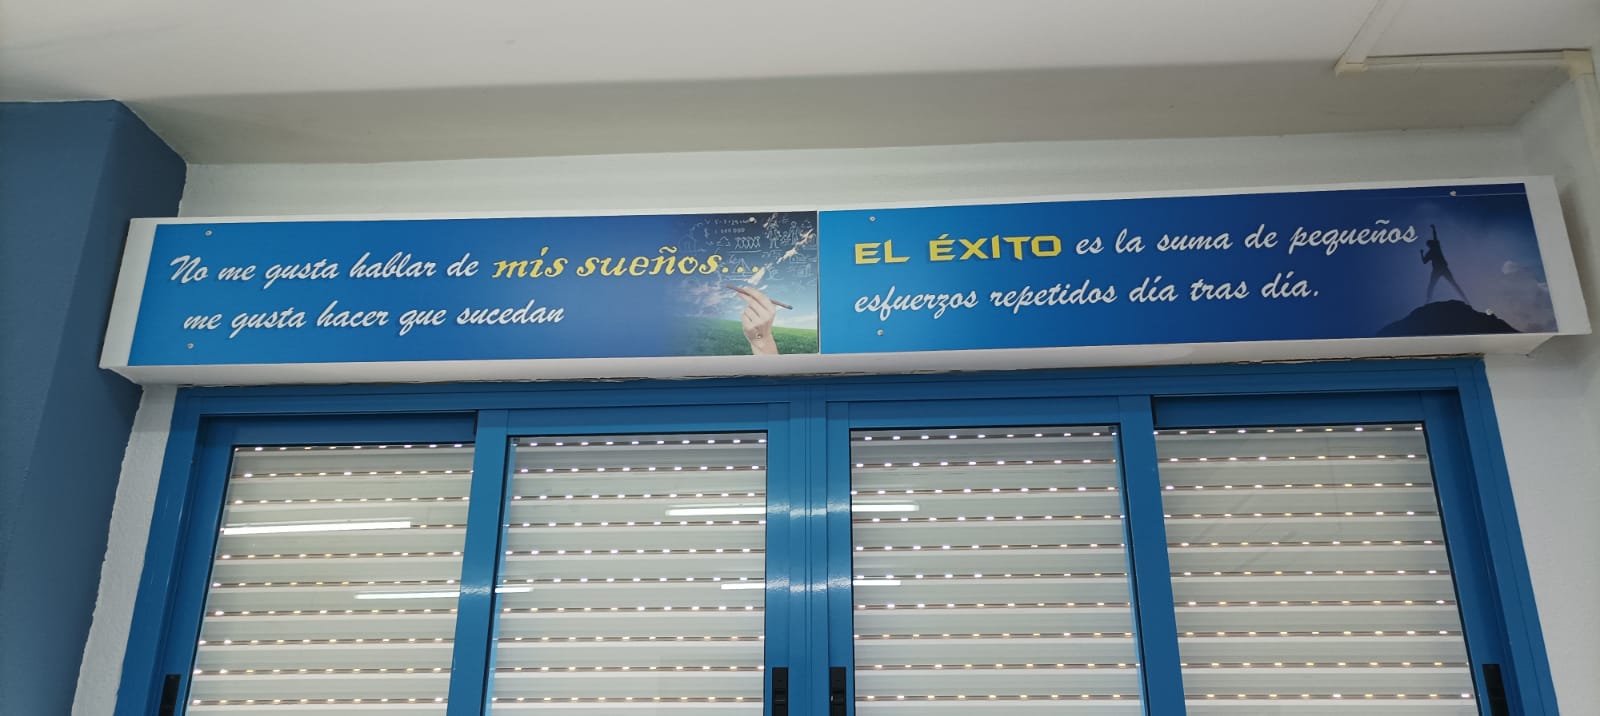 No me gusta hablar de mis sueños...
me gusta hacer que sucedan
EL ÉXITO es la suma de pequeños
esfuerzos repetidos día tras día.